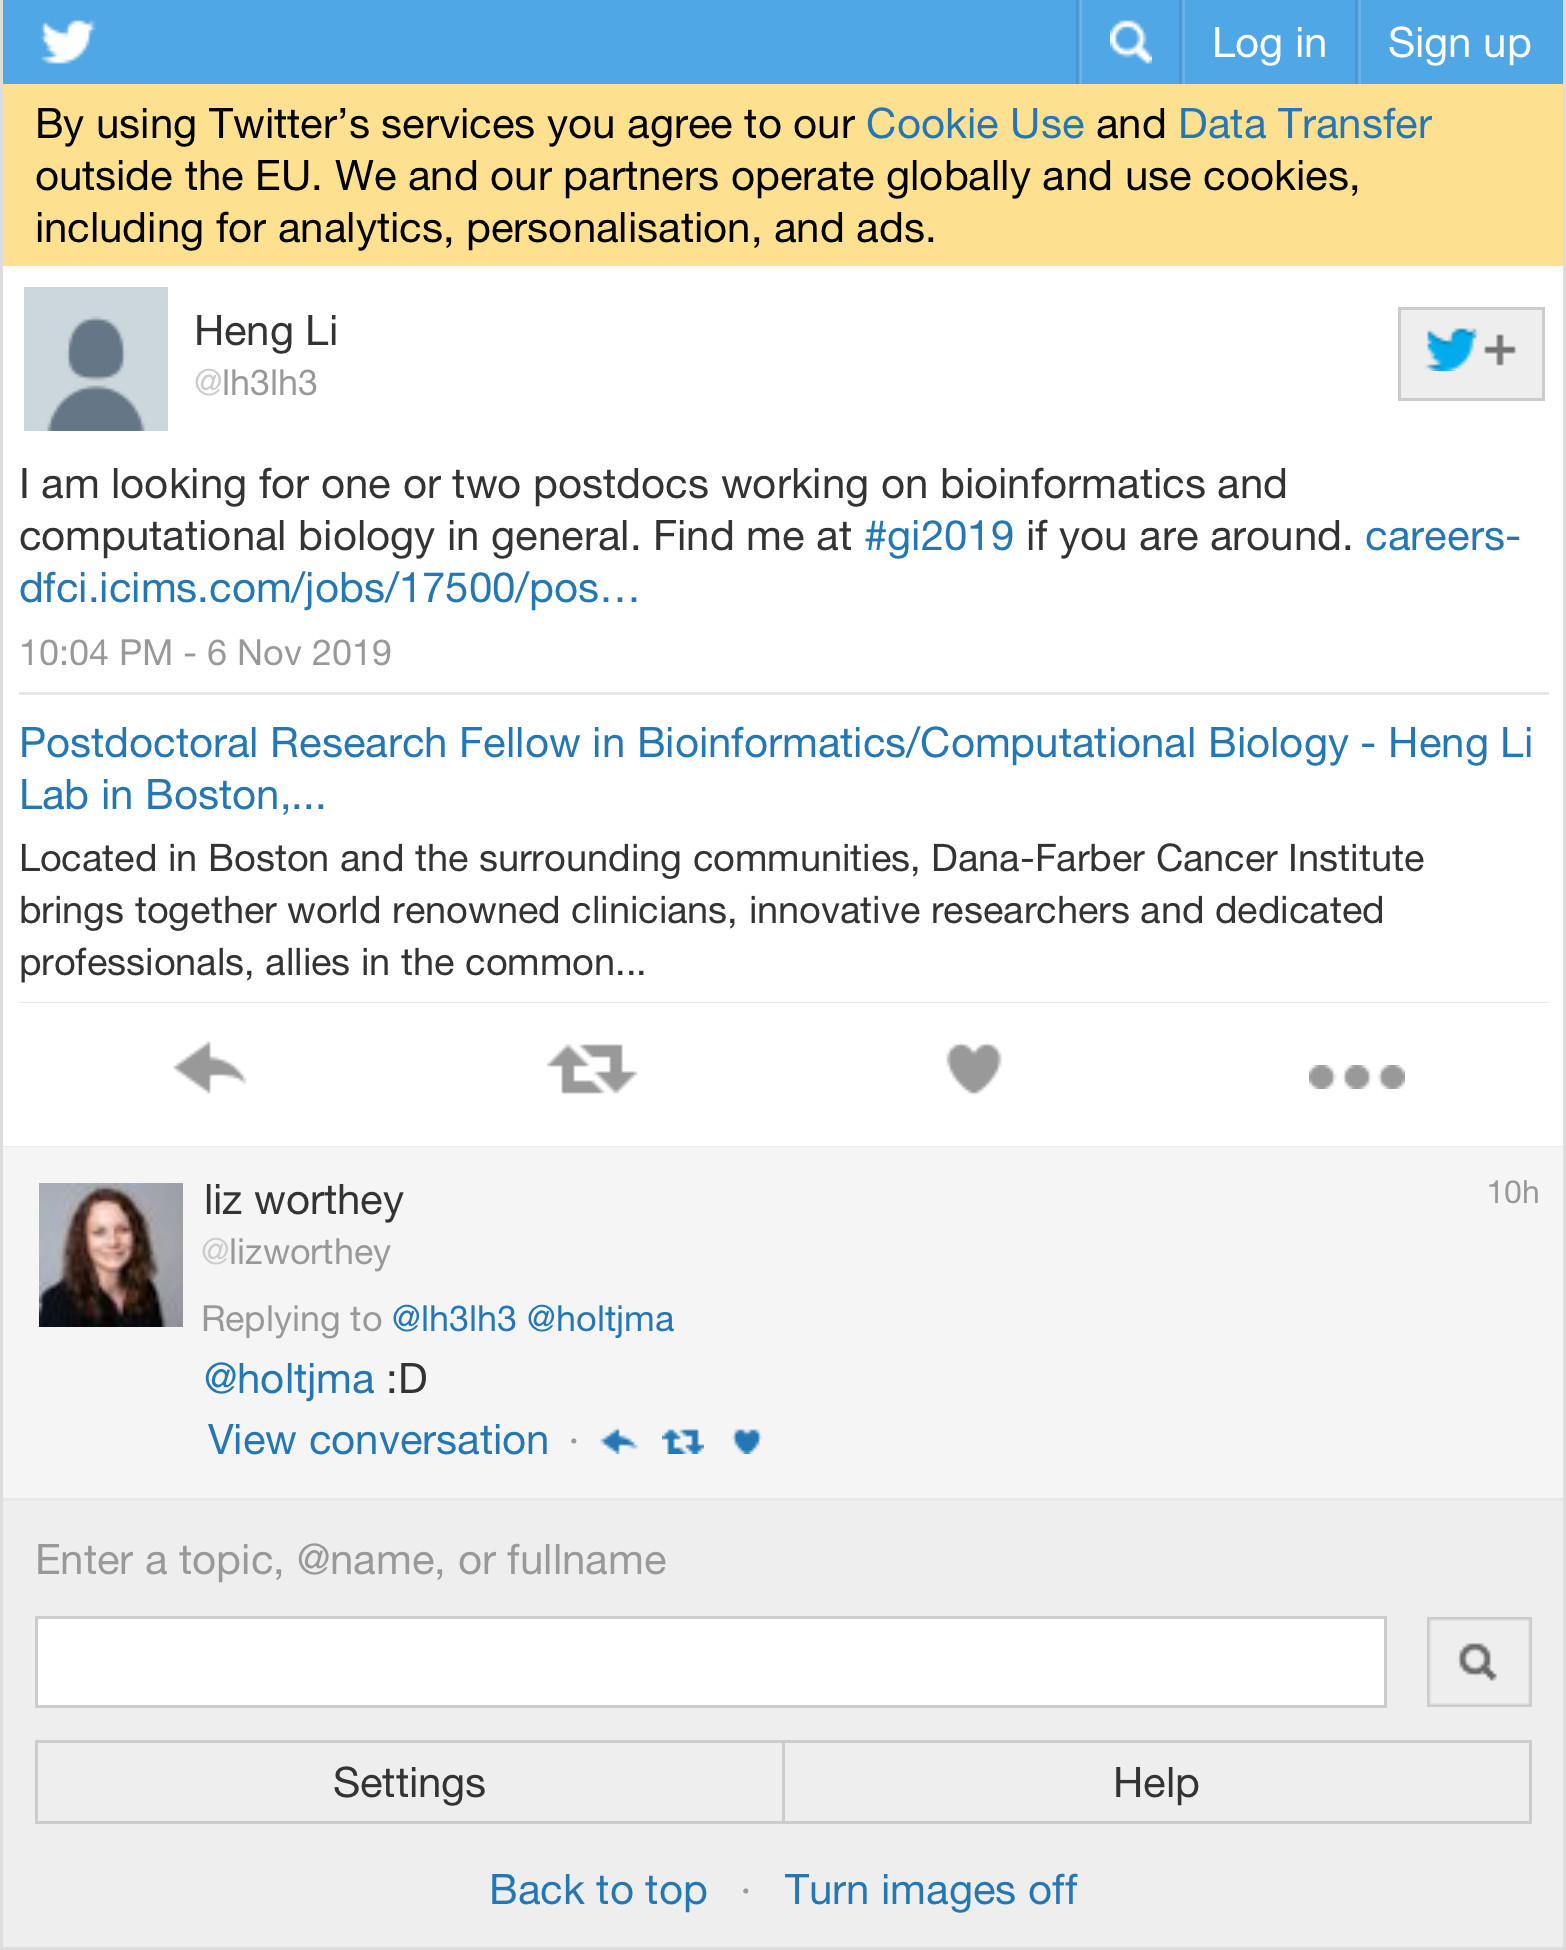 Log in
Sign up
By using Twitter’s services you agree to our Cookie Use and Data Transfer
outside the EU. We and our partners operate globally and use cookies,
including for analytics, personalisation, and ads.
Heng Li
@lh3lh3
I am looking for one or two postdocs working on bioinformatics and
computational biology in general. Find me at #gi2019 if you are around. careers-
dfci.icims.com/jobs/17500/pos…
10:04 PM - 6 Nov 2019
Postdoctoral Research Fellow in Bioinformatics/Computational Biology - Heng Li
Lab in Boston,...
Located in Boston and the surrounding communities, Dana-Farber Cancer Institute
brings together world renowned clinicians, innovative researchers and dedicated
professionals, allies in the common...
liz worthey
10h
@lizworthey
Replying to @lh3lh3 @holtjma
@holtjma :D
View conversation ·
Enter a topic, @name, or fullname
Settings
Help
Back to top · Turn images off